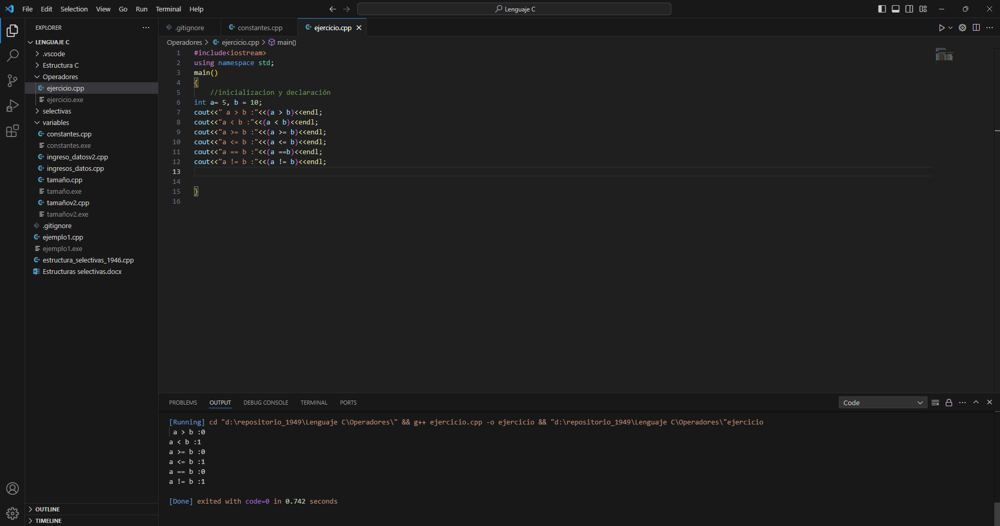 File Edit Selection View Go Run Terminal Help
Lenguaje C
EXPLORER
LENGUAJE C
.vscode
Estructura C
Operadores
ejercicio.cpp
ejercicio.exe
selectivas
variables
constantes.cpp
constantes.exe
ingreso_datosv2.cpp
ingresos_datos.cpp
tamaño.cpp
tamaño.exe
tamañov2.cpp
tamañov2.exe
.gitignore
ejemplo1.cpp
ejemplo1.exe
estructura_selectivas_1946.cpp
Estructuras selectivas.docx
OUTLINE
TIMELINE
.gitignore constantes.cpp ejercicio.cpp
Operadores > ejercicio.cpp > main()
1 #include<iostream>
2 using namespace std;
3 main()
4 {
5 //inicializacion y declaración
6 int a= 5, b = 10;
7 cout<<" a > b :"<<(a > b)<<endl;
8 cout<<"a < b :"<<(a < b)<<endl;
9 cout<<"a >= b :"<<(a >= b)<<endl;
10 cout<<"a <= b :"<<(a <= b)<<endl;
11 cout<<"a == b :"<<(a ==b)<<endl;
12 cout<<"a != b :"<<(a != b)<<endl;
13
14
15 }
16
PROBLEMS OUTPUT DEBUG CONSOLE TERMINAL PORTS
Code
[Running] cd "d:\repositorio_1949\Lenguaje C\Operadores\" && g++ ejercicio.cpp -o ejercicio && "d:\repositorio_1949\Lenguaje C\Operadores\"ejercicio
a > b :0
a < b :1
a >= b :0
a <= b :1
a == b :0
a != b :1
[Done] exited with code=0 in 0.742 seconds